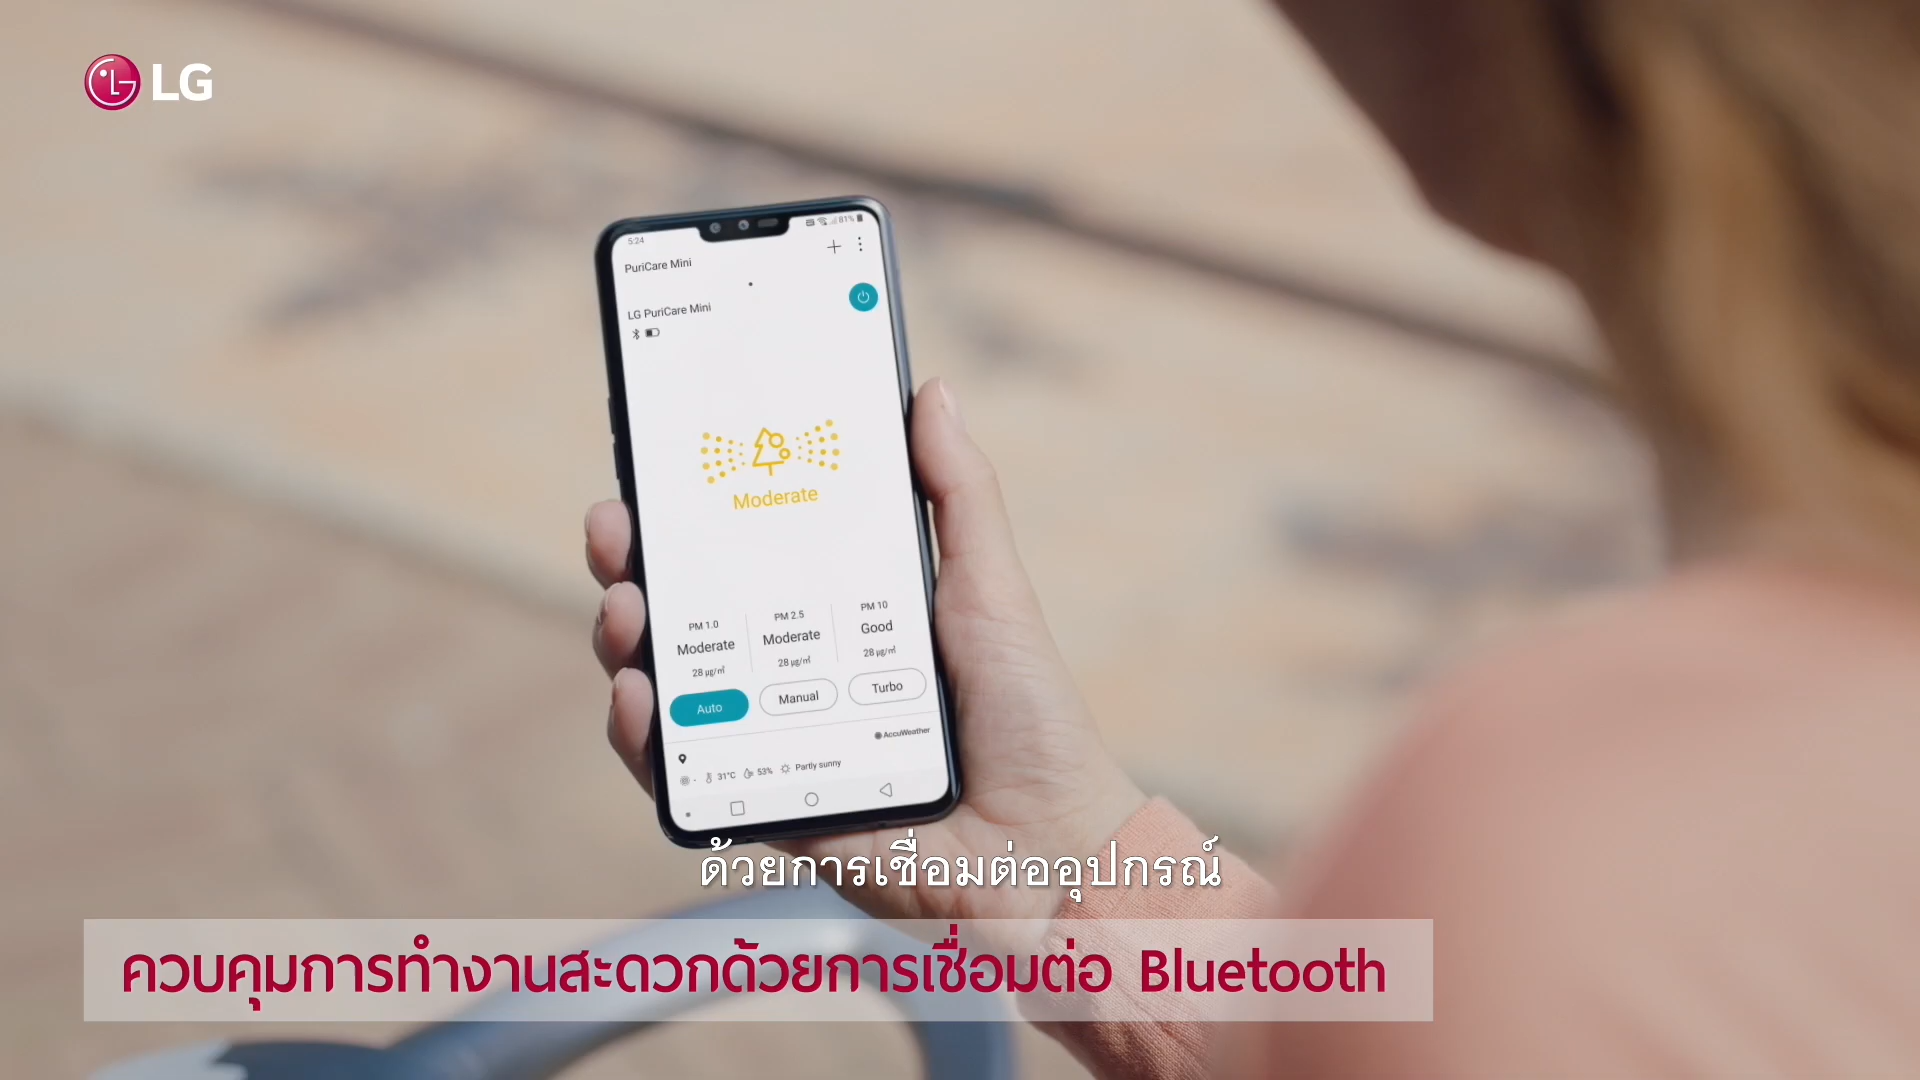 LG
5:24
81%
PuriCare Mini
LG PuriCare Mini
Moderate
PM 1.0
Moderate
28 µg/㎥
PM 2.5
Moderate
28 µg/㎥
PM 10
Good
28 µg/㎥
Auto
Manual
Turbo
AccuWeather
- 31°C 53% Partly sunny
ด้วยการเชื่อมต่ออุปกรณ์
ควบคุมการทำงานสะดวกด้วยการเชื่อมต่อ Bluetooth